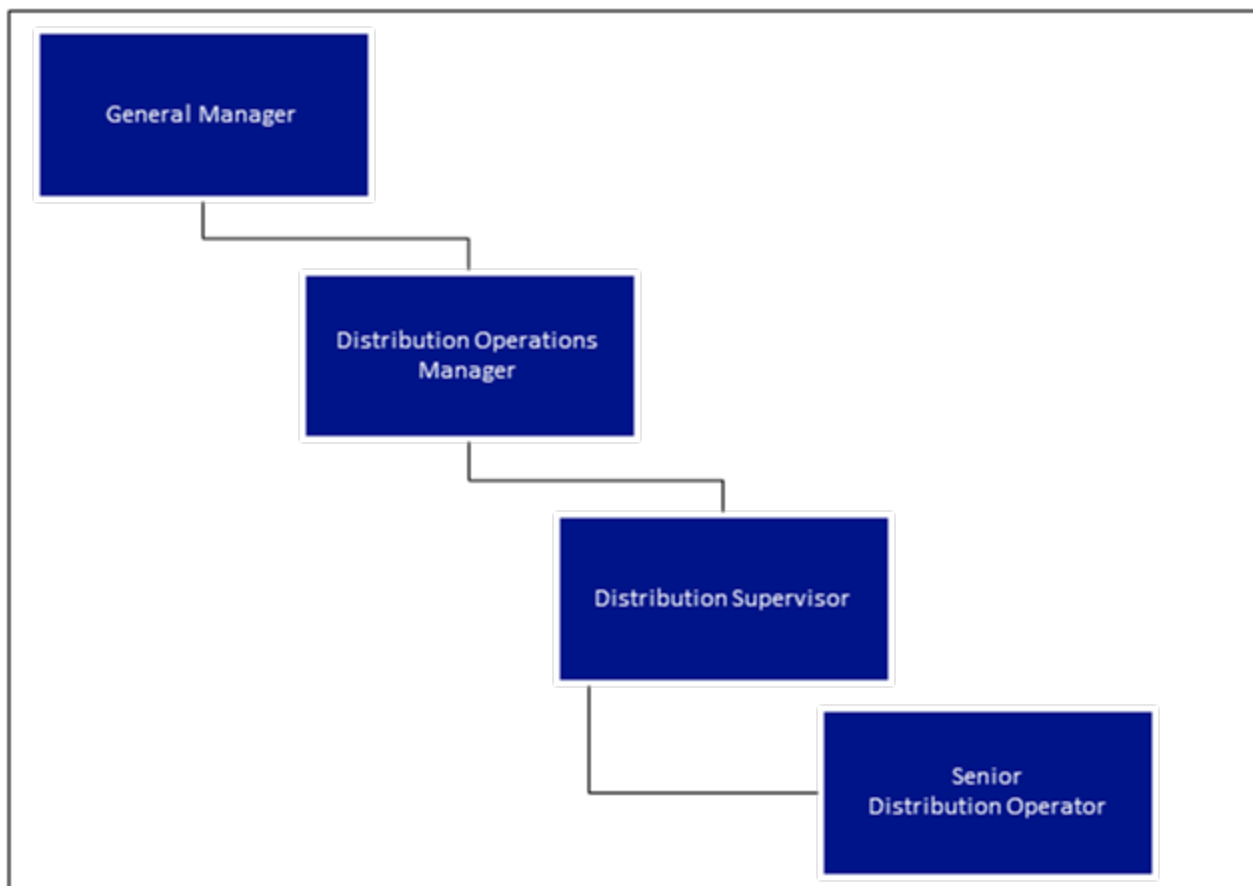 General Manager
Distribution Operations
Manager
Distribution Supervisor
Senior
Distribution Operator